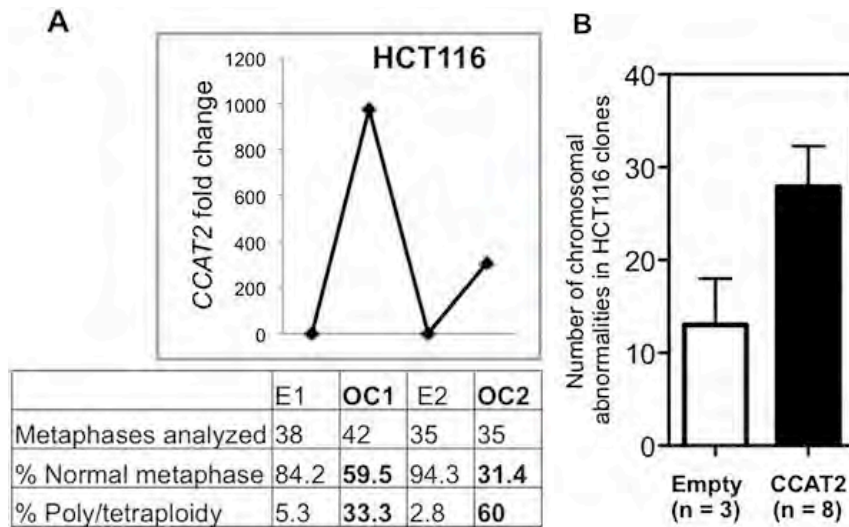 A
HCT116
CCAT2 fold change
1200
1000
800
600
400
200
0
E1 OC1 E2 OC2
Metaphases analyzed 38 42 35 35
% Normal metaphase 84.2 59.5 94.3 31.4
% Poly/tetraploidy 5.3 33.3 2.8 60
B
Number of chromosomal
abnormalities in HCT116 clones
40
30
20
10
0
Empty CCAT2
(n = 3) (n = 8)